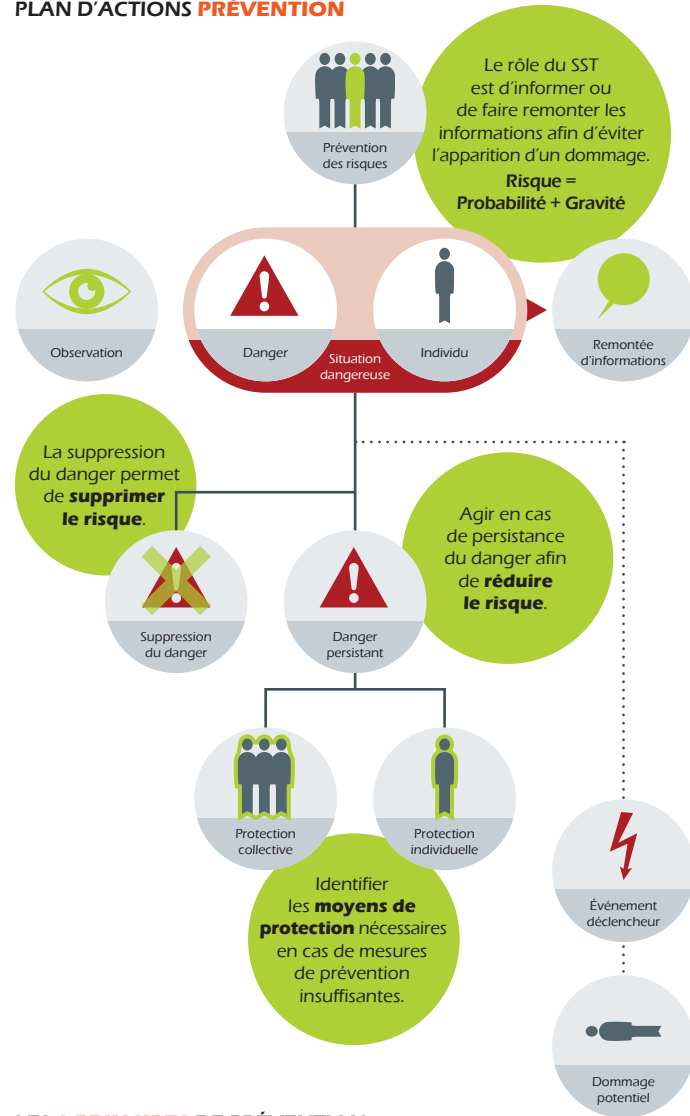 PLAN D'ACTIONS PRÉVENTION
Le rôle du SST
est d'informer ou
de faire remonter les
informations afin d'éviter
l'apparition d'un dommage.
Risque =
Probabilité + Gravité
Prévention
des risques
Observation
Danger
Situation
dangereuse
Individu
Remontée
d'informations
La suppression
du danger permet
de supprimer
le risque.
Agir en cas
de persistance
du danger afin
de réduire
le risque.
Suppression
du danger
Danger
persistant
Protection
collective
Protection
individuelle
Identifier
les moyens de
protection nécessaires
en cas de mesures
de prévention
insuffisantes.
Événement
déclencheur
Dommage
potentiel